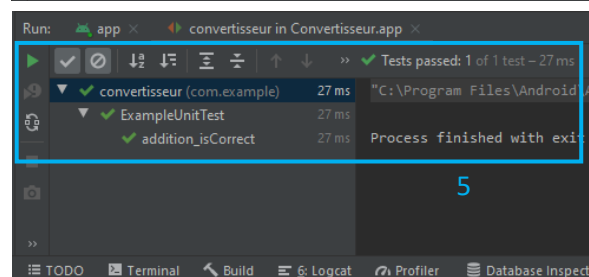 Run: app × convertisseur in Convertisseur.app ×
» Tests passed: 1 of 1 test – 27 ms
convertisseur (com.example) 27 ms "C:\Program Files\Android\A
ExampleUnitTest 27 ms
addition_isCorrect 27 ms Process finished with exit
5
»
TODO Terminal Build 6: Logcat Profiler Database Inspect